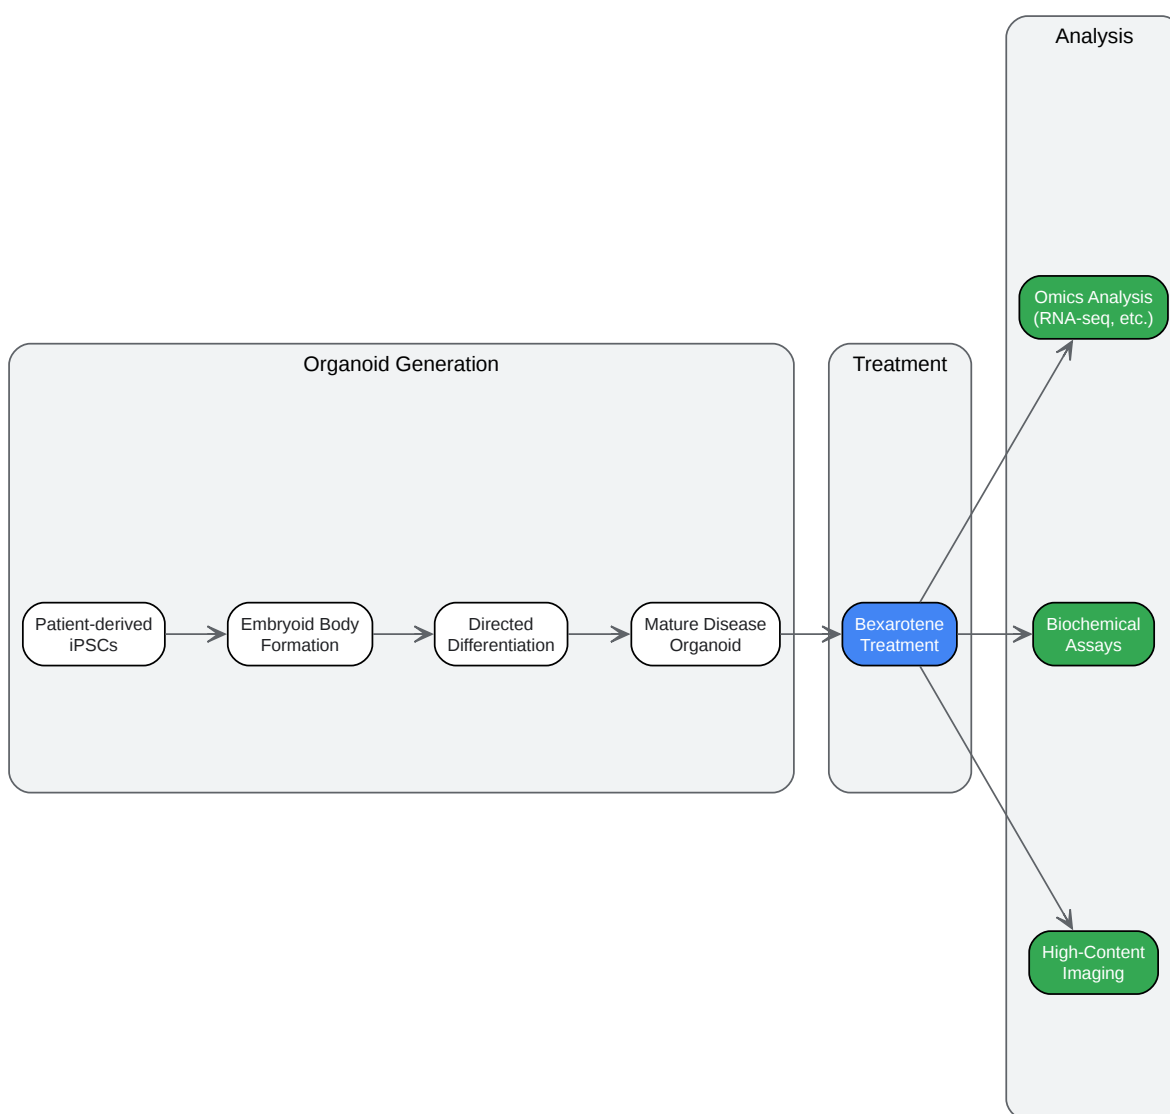 Analysis
Omics Analysis
(RNA-seq, etc.)
Organoid Generation
Treatment
Patient-derived
iPSCs
Embryoid Body
Formation
Directed
Differentiation
Mature Disease
Organoid
Bexarotene
Treatment
Biochemical
Assays
High-Content
Imaging